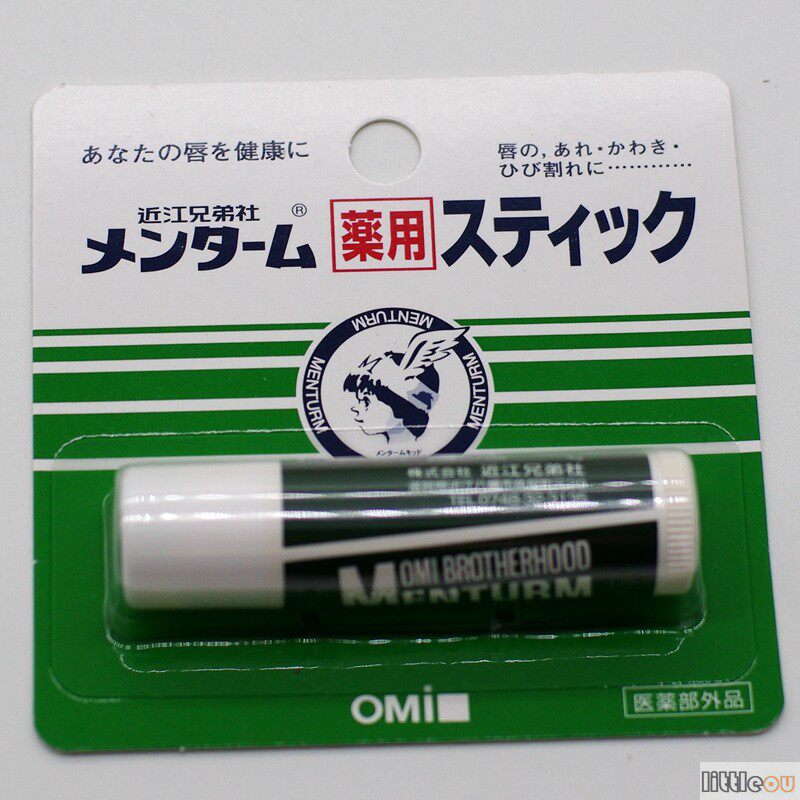 あなたの唇を健康に
唇の,あれ・かわき・
ひび割れに…………
近江兄弟社
メンターム®
薬用
スティック
MENTURM
MENTURM
MENTURM
メンタームキッド
株式会社 近江兄弟社
OMI BROTHERHOOD
MENTURM
OMi
医薬部外品
littleou